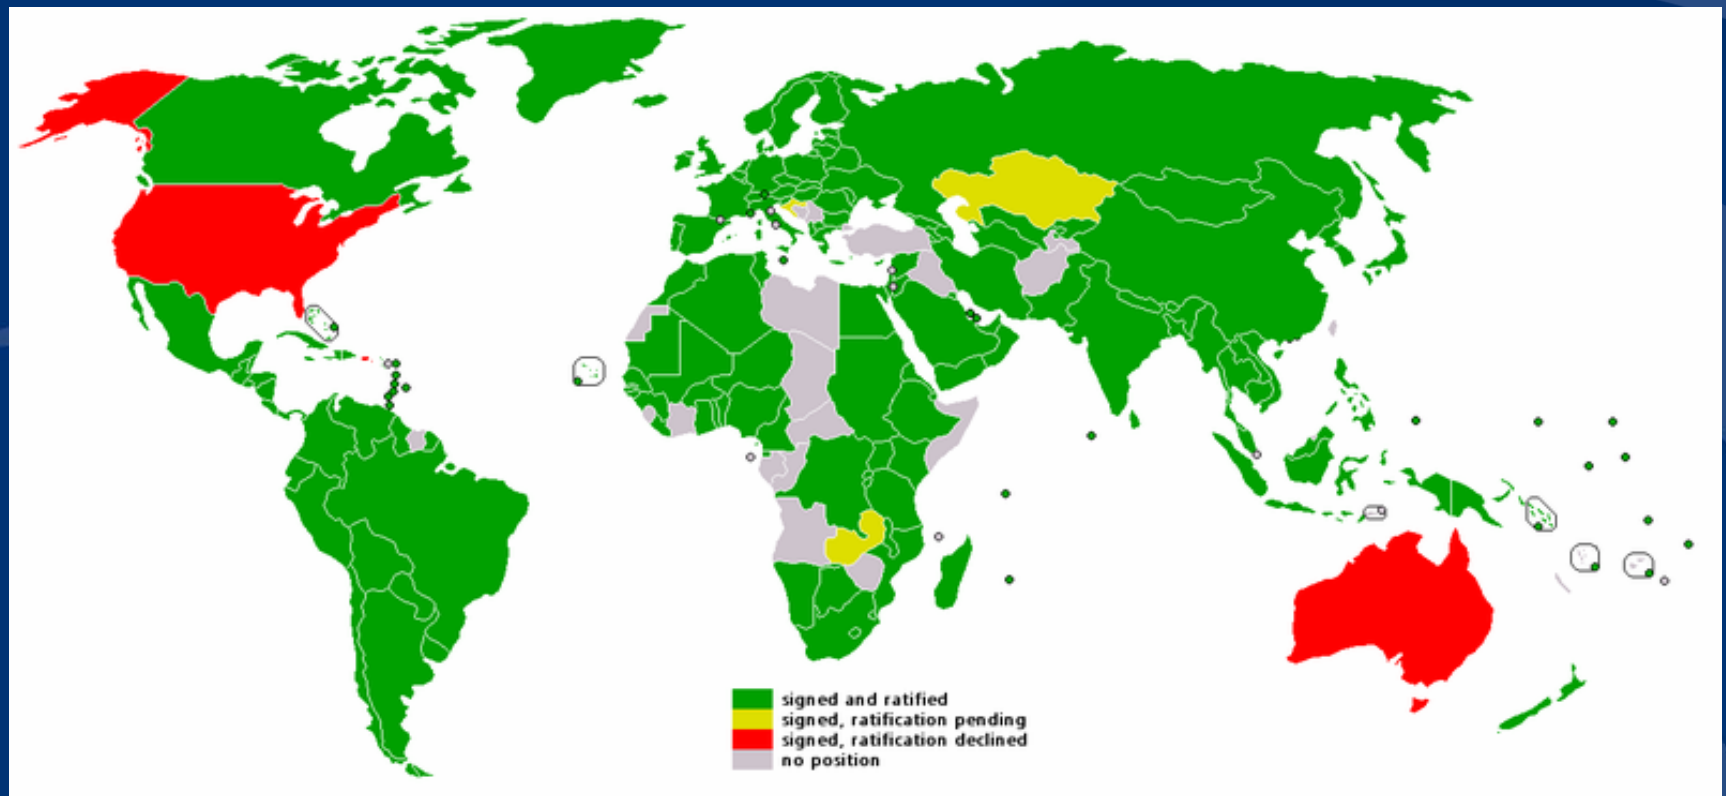 signed and ratified
signed, ratification pending
signed, ratification declined
no position